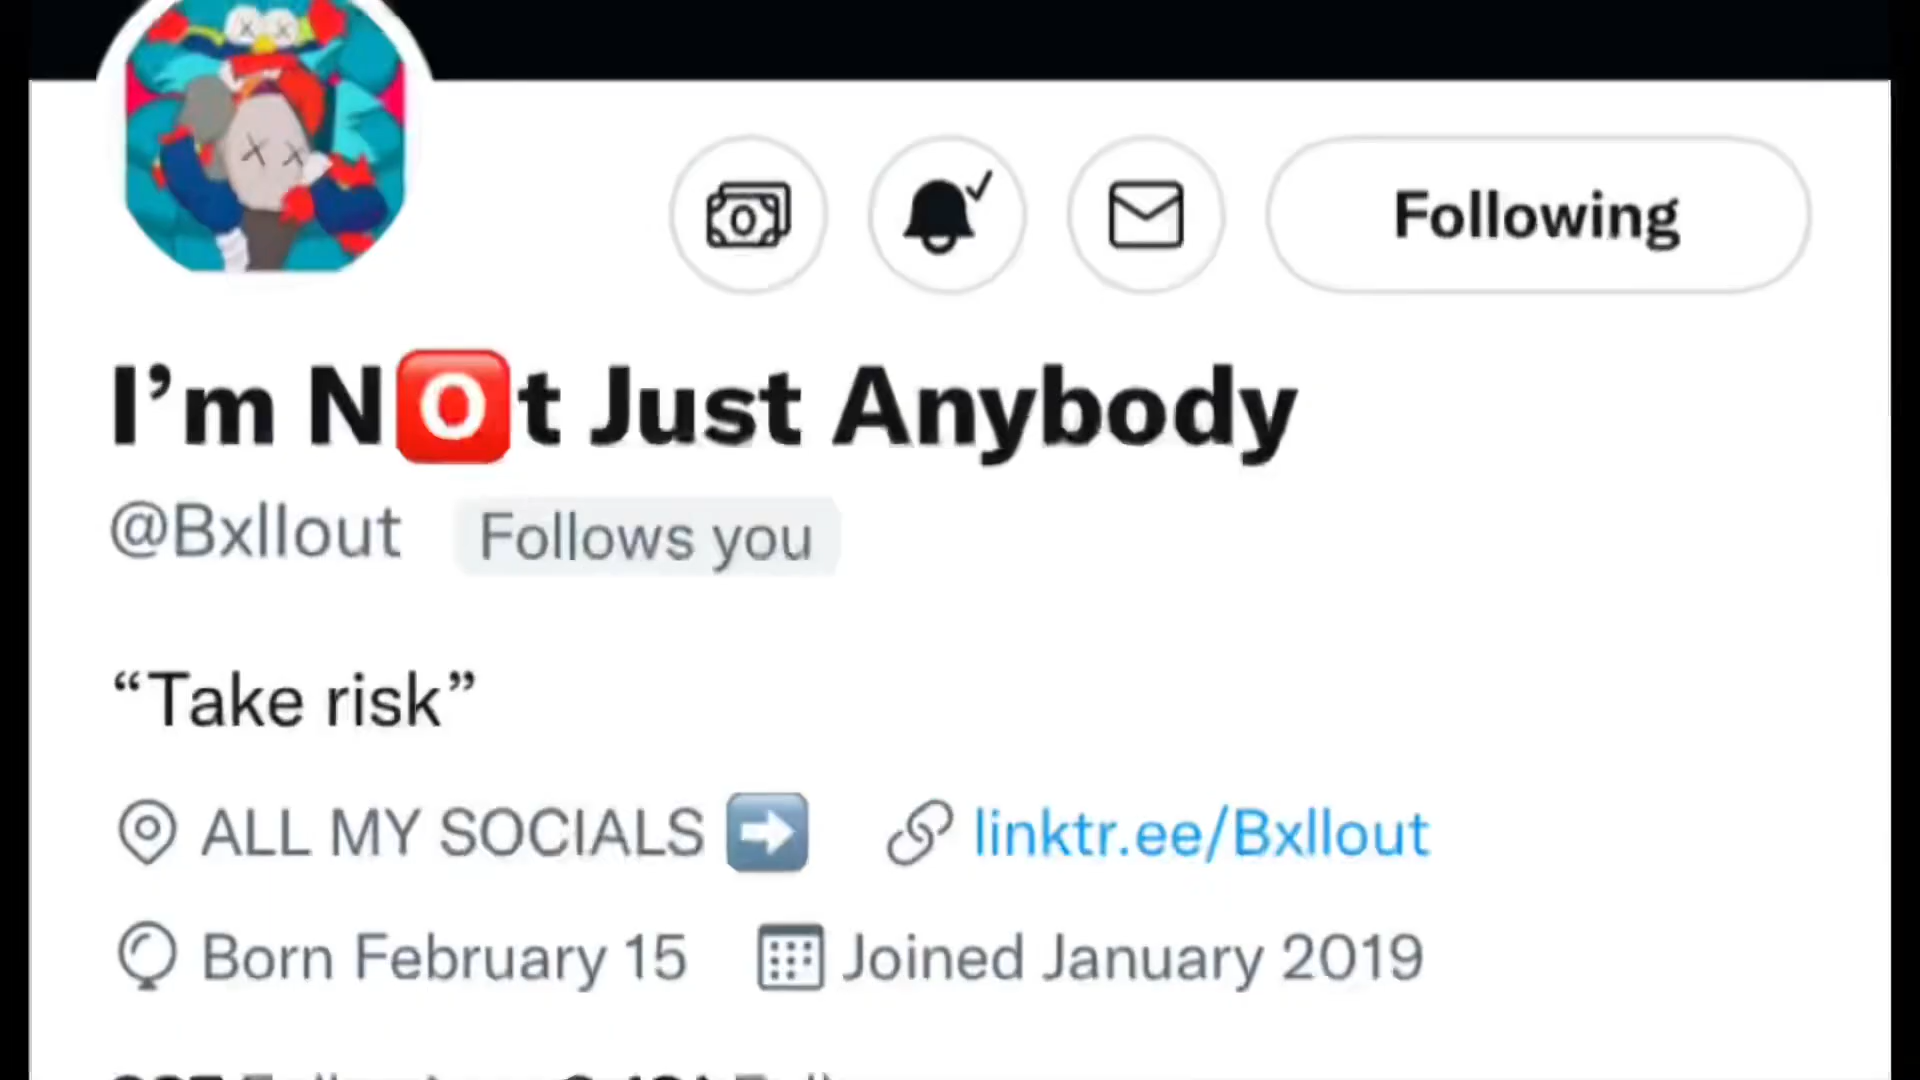 Following
I’m N🅾️t Just Anybody
@Bxllout Follows you
“Take risk”
ALL MY SOCIALS ➡️ linktr.ee/Bxllout
Born February 15 Joined January 2019